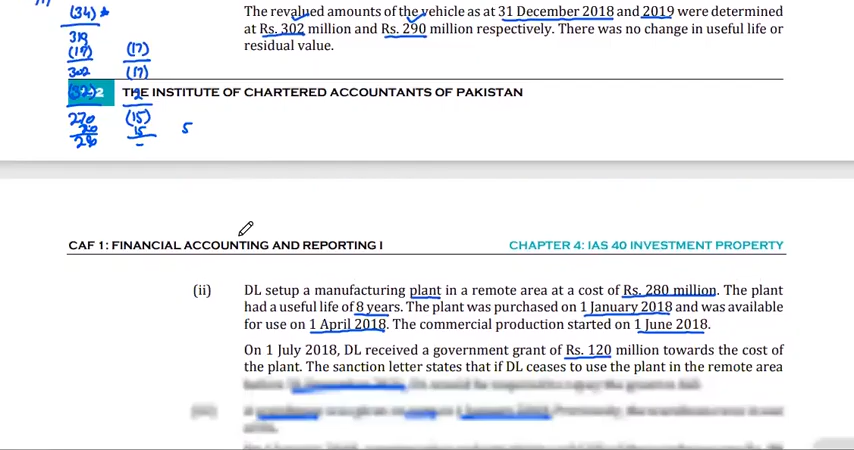 The revalued amounts of the vehicle as at 31 December 2018 and 2019 were determined
(34)
at Rs. 302 million and Rs. 290 million respectively. There was no change in useful life or
319
residual value.
(17) (17)
302 (17)
2 THE INSTITUTE OF CHARTERED ACCOUNTANTS OF PAKISTAN
2
270 (15)
20 15 5
CAF 1: FINANCIAL ACCOUNTING AND REPORTING I CHAPTER 4: IAS 40 INVESTMENT PROPERTY
(ii) DL setup a manufacturing plant in a remote area at a cost of Rs. 280 million. The plant
had a useful life of 8 years. The plant was purchased on 1 January 2018 and was available
for use on 1 April 2018. The commercial production started on 1 June 2018.
On 1 July 2018, DL received a government grant of Rs. 120 million towards the cost of
the plant. The sanction letter states that if DL ceases to use the plant in the remote area